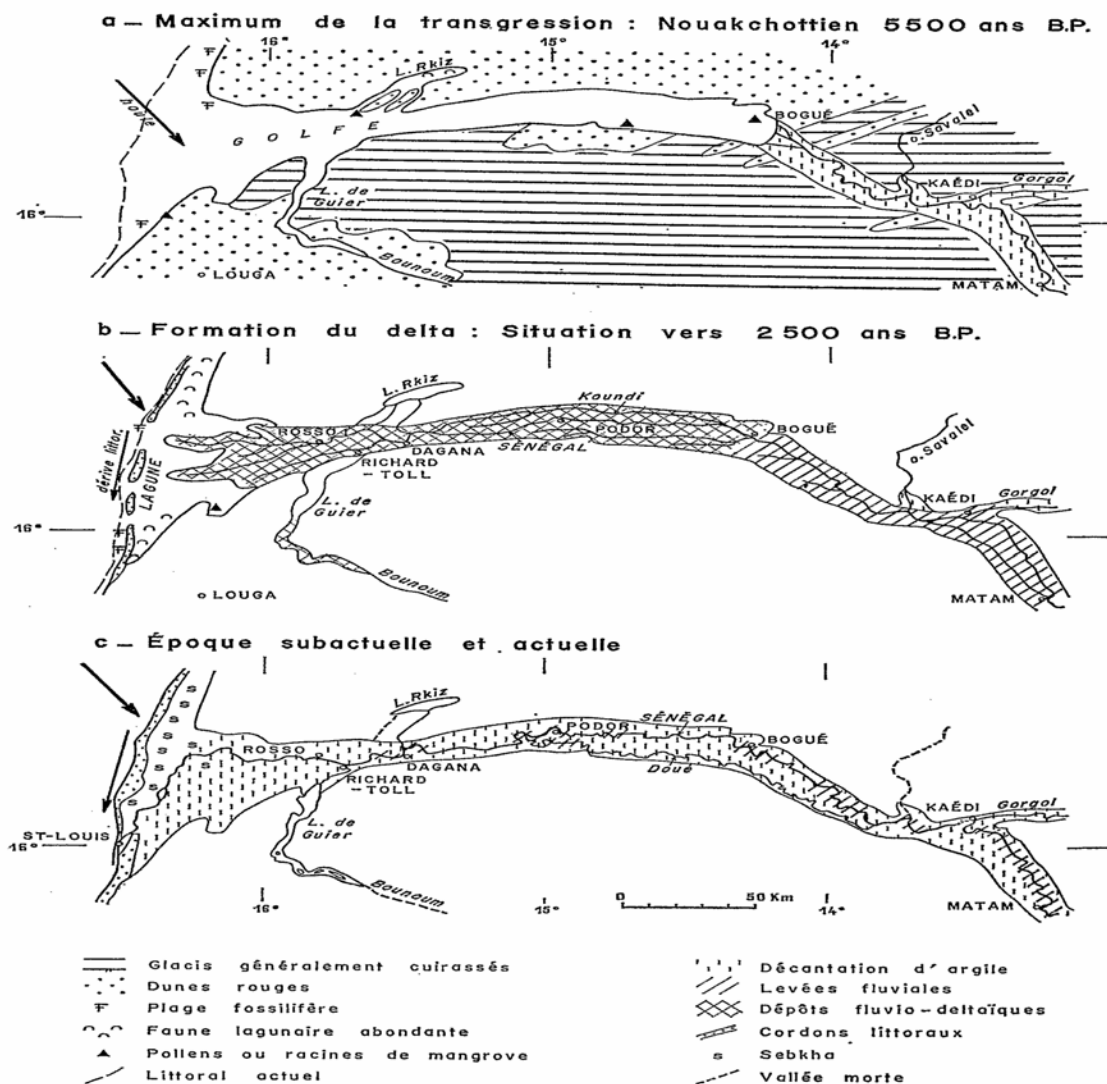 a – Maximum de la transgression : Nouakchottien 5500 ans B.P.
16° 15° 14°
L. Rkiz
houle
GOLFE
BOGUÉ
o. Savalel
KAÉDI
Gorgol
L. de Guier
16°
Bounoum
LOUGA
MATAM
b – Formation du delta : Situation vers 2500 ans B.P.
L. Rkiz
Koundi
ROSSO
PODOR
BOGUÉ
o. Savalel
DAGANA
SÉNÉGAL
RICHARD
-TOLL
dérive littor.
LAGUNE
L. de Guier
KAÉDI
Gorgol
16°
Bounoum
LOUGA
MATAM
c – Époque subactuelle et actuelle
L. Rkiz
s
s
s
s
s
s
s
s
PODOR
SÉNÉGAL
ROSSO
BOGUÉ
DAGANA
Doué
RICHARD
-TOLL
ST-LOUIS
L. de Guier
KAÉDI
Gorgol
16°
Bounoum
0 50 Km
16° 15° 14°
MATAM
Glacis généralement cuirassés
Dunes rouges
Plage fossilifère
Faune lagunaire abondante
Pollens ou racines de mangrove
Littoral actuel
Décantation d'argile
Levées fluviales
Dépôts fluvio-deltaïques
Cordons littoraux
s Sebkha
Vallée morte